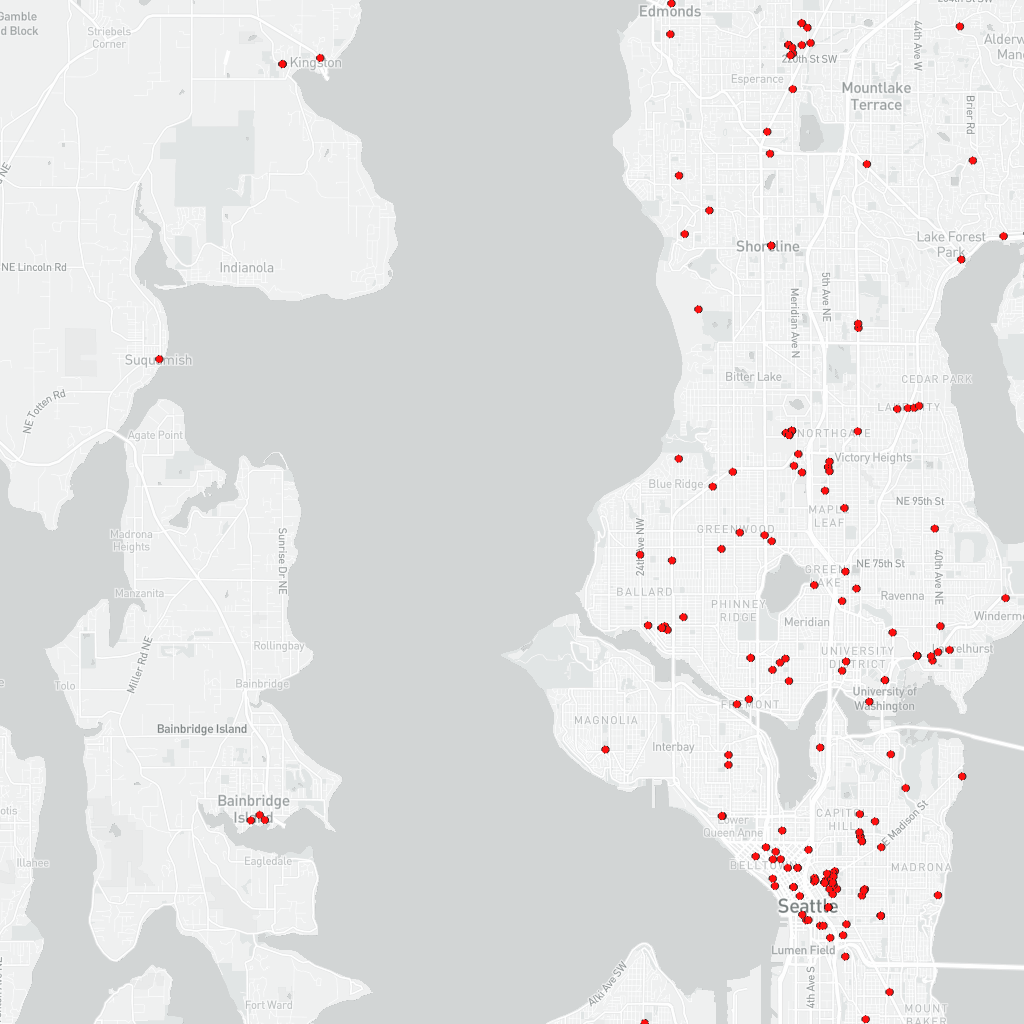 Gamble
d Block
Striebels
Corner
Kingston
Edmonds
220th St SW
Esperance
44th Ave W
Alderw
Mano
Mountlake
Terrace
Brier Rd
NE
NE Lincoln Rd
Indianola
Shoreline
Lake Forest
Park
5th Ave NE
Meridian Ave N
Suquamish
Bitter Lake
CEDAR PARK
NE Totten Rd
Agate Point
NORTHGATE
Victory Heights
Blue Ridge
NE 95th St
MAPLE
LEAF
Madrona
Heights
Sunrise Dr NE
24th Ave NW
GREENWOOD
NE 75th St
40th Ave NE
GREEN
LAKE
Manzanita
BALLARD
PHINNEY
RIDGE
Ravenna
Meridian
Winderme
Miller Rd NE
Rollingbay
UNIVERSITY
DISTRICT
Tolo
Bainbridge
University of
Washington
FREMONT
MAGNOLIA
Bainbridge Island
Interbay
Bainbridge
Island
Lower
Queen Anne
CAPITOL
HILL
E Madison St
Illahee
Eagledale
BELLTOWN
MADRONA
Seattle
Lumen Field
Alki Ave SW
4th Ave S
Fort Ward
MOUNT
BAKER